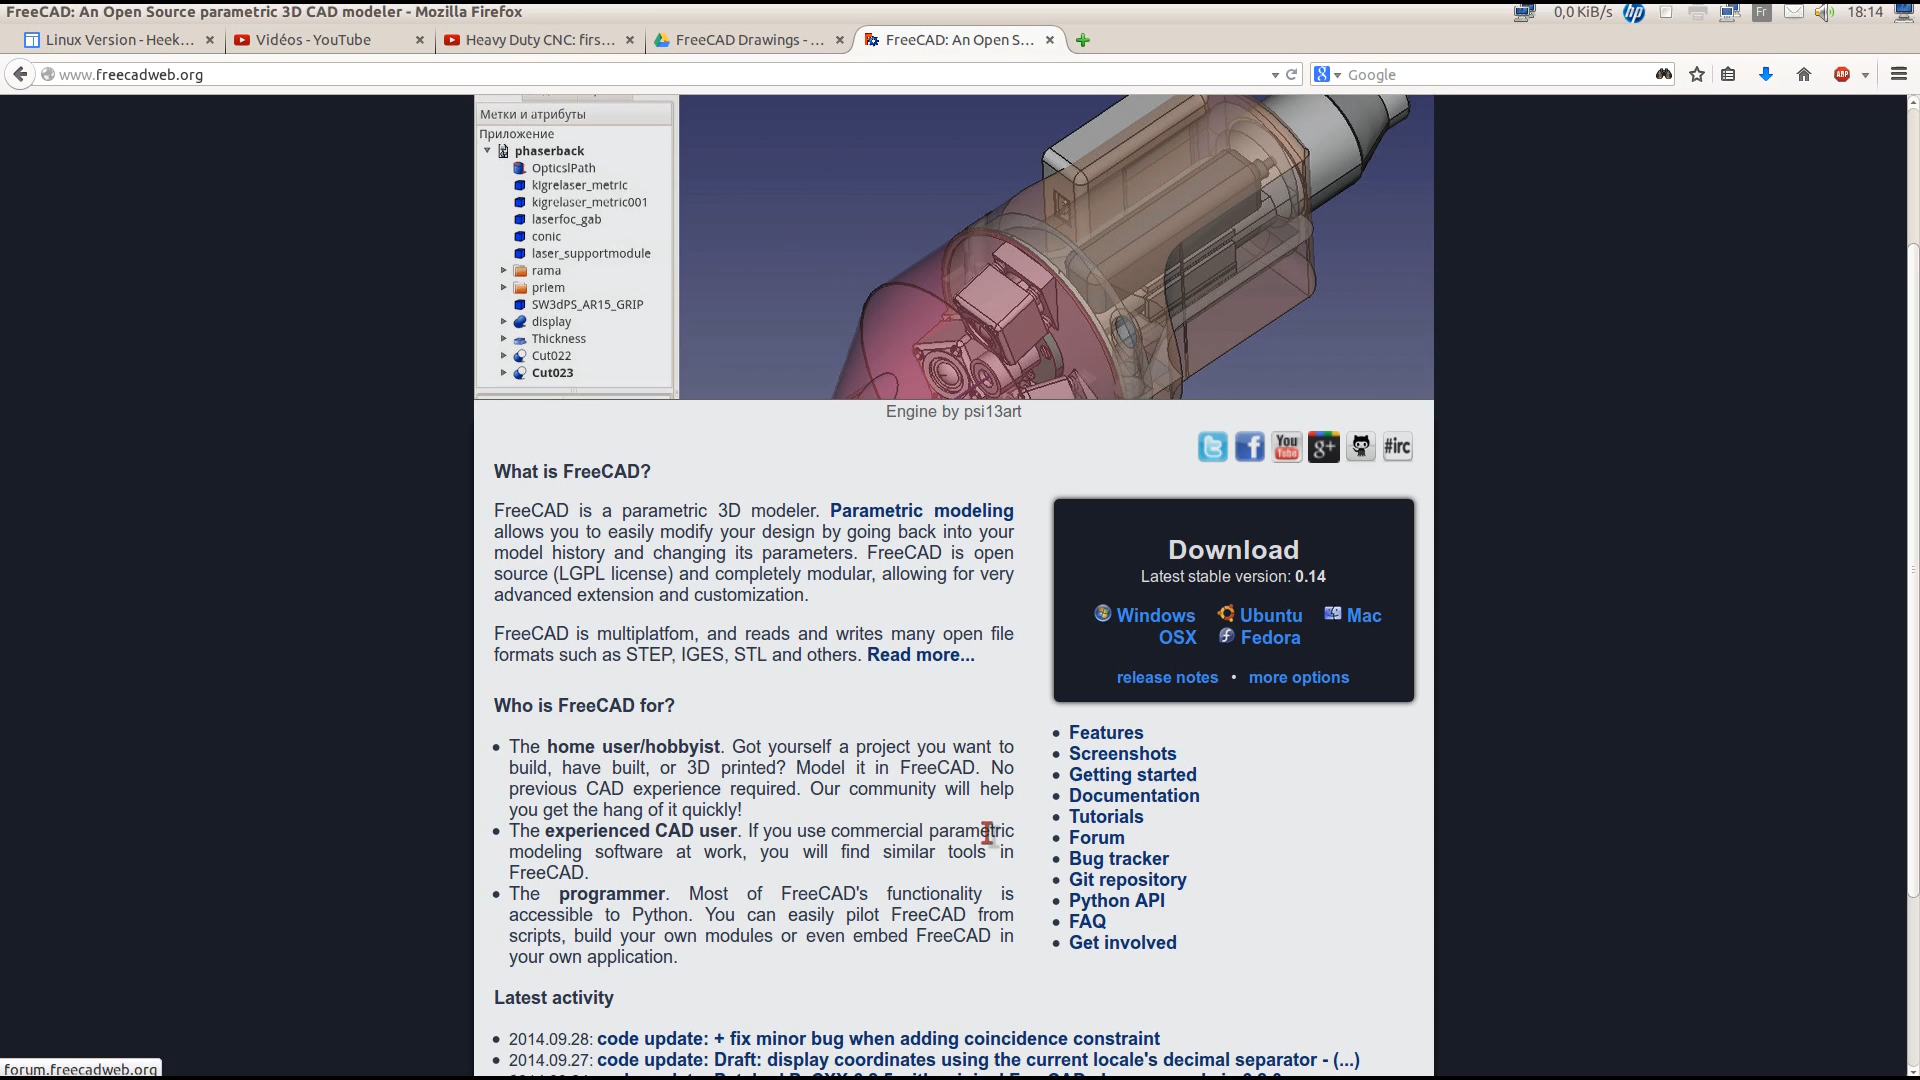 FreeCAD: An Open Source parametric 3D CAD modeler - Mozilla Firefox
0,0 KiB/s hp Fr 18:14
Linux Version - Heek... Vidéos - YouTube Heavy Duty CNC: firs... FreeCAD Drawings - ... FreeCAD: An Open S...
www.freecadweb.org
Google
ABP
Метки и атрибуты
Приложение
phaserback
OpticslPath
kigrelaser_metric
kigrelaser_metric001
laserfoc_gab
conic
laser_supportmodule
rama
priem
SW3dPS_AR15_GRIP
display
Thickness
Cut022
Cut023
Engine by psi13art
You Tube g+ #irc
What is FreeCAD?
FreeCAD is a parametric 3D modeler. Parametric modeling
allows you to easily modify your design by going back into your
model history and changing its parameters. FreeCAD is open
source (LGPL license) and completely modular, allowing for very
advanced extension and customization.
FreeCAD is multiplatfom, and reads and writes many open file
formats such as STEP, IGES, STL and others. Read more...
Who is FreeCAD for?
The home user/hobbyist. Got yourself a project you want to
build, have built, or 3D printed? Model it in FreeCAD. No
previous CAD experience required. Our community will help
you get the hang of it quickly!
The experienced CAD user. If you use commercial parametric
modeling software at work, you will find similar tools in
FreeCAD.
The programmer. Most of FreeCAD's functionality is
accessible to Python. You can easily pilot FreeCAD from
scripts, build your own modules or even embed FreeCAD in
your own application.
Download
Latest stable version: 0.14
Windows Ubuntu Mac
OSX Fedora
release notes • more options
Features
Screenshots
Getting started
Documentation
Tutorials
Forum
Bug tracker
Git repository
Python API
FAQ
Get involved
Latest activity
2014.09.28: code update: + fix minor bug when adding coincidence constraint
2014.09.27: code update: Draft: display coordinates using the current locale's decimal separator - (...)
forum.freecadweb.org